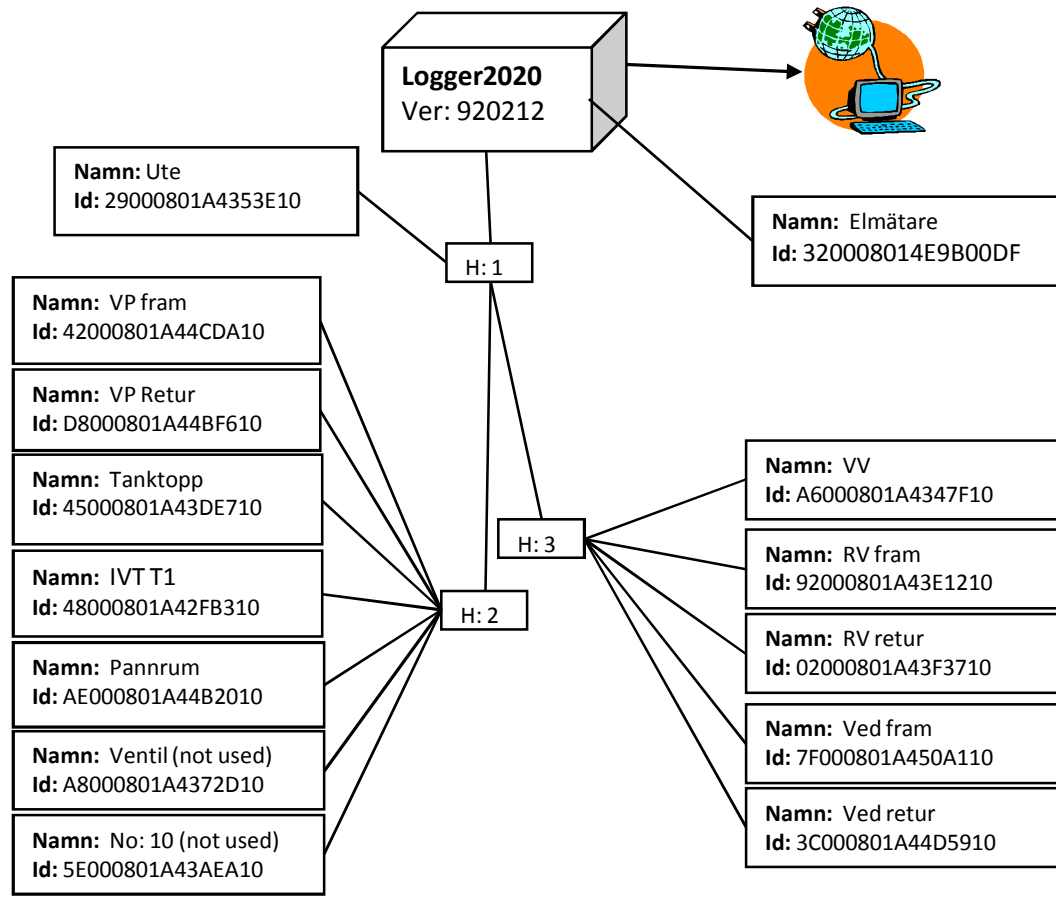 Logger2020
Ver: 920212
Namn: Ute
Id: 29000801A4353E10
Namn: Elmätare
Id: 320008014E9B00DF
H: 1
Namn: VP fram
Id: 42000801A44CDA10
Namn: VP Retur
Id: D8000801A44BF610
Namn: Tanktopp
Id: 45000801A43DE710
Namn: IVT T1
Id: 48000801A42FB310
Namn: Pannrum
Id: AE000801A44B2010
Namn: Ventil (not used)
Id: A8000801A4372D10
Namn: No: 10 (not used)
Id: 5E000801A43AEA10
H: 2
H: 3
Namn: VV
Id: A6000801A4347F10
Namn: RV fram
Id: 92000801A43E1210
Namn: RV retur
Id: 02000801A43F3710
Namn: Ved fram
Id: 7F000801A450A110
Namn: Ved retur
Id: 3C000801A44D5910